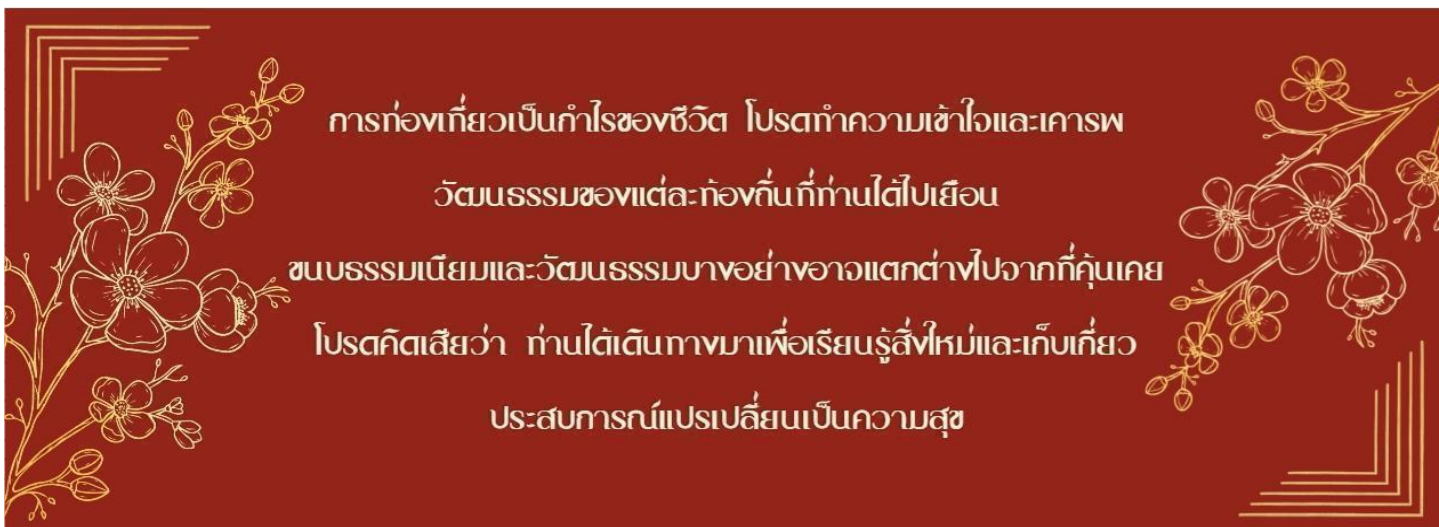 การท่องเที่ยวเป็นกำไรของชีวิต โปรดทำความเข้าใจและเคารพ
วัฒนธรรมของแต่ละท้องถิ่นที่ท่านได้ไปเยือน
ขนบธรรมเนียมและวัฒนธรรมบางอย่างอาจแตกต่างไปจากที่คุ้นเคย
โปรดคิดเสียว่า ท่านได้เดินทางมาเพื่อเรียนรู้สิ่งใหม่และเก็บเกี่ยว
ประสบการณ์แปรเปลี่ยนเป็นความสุข